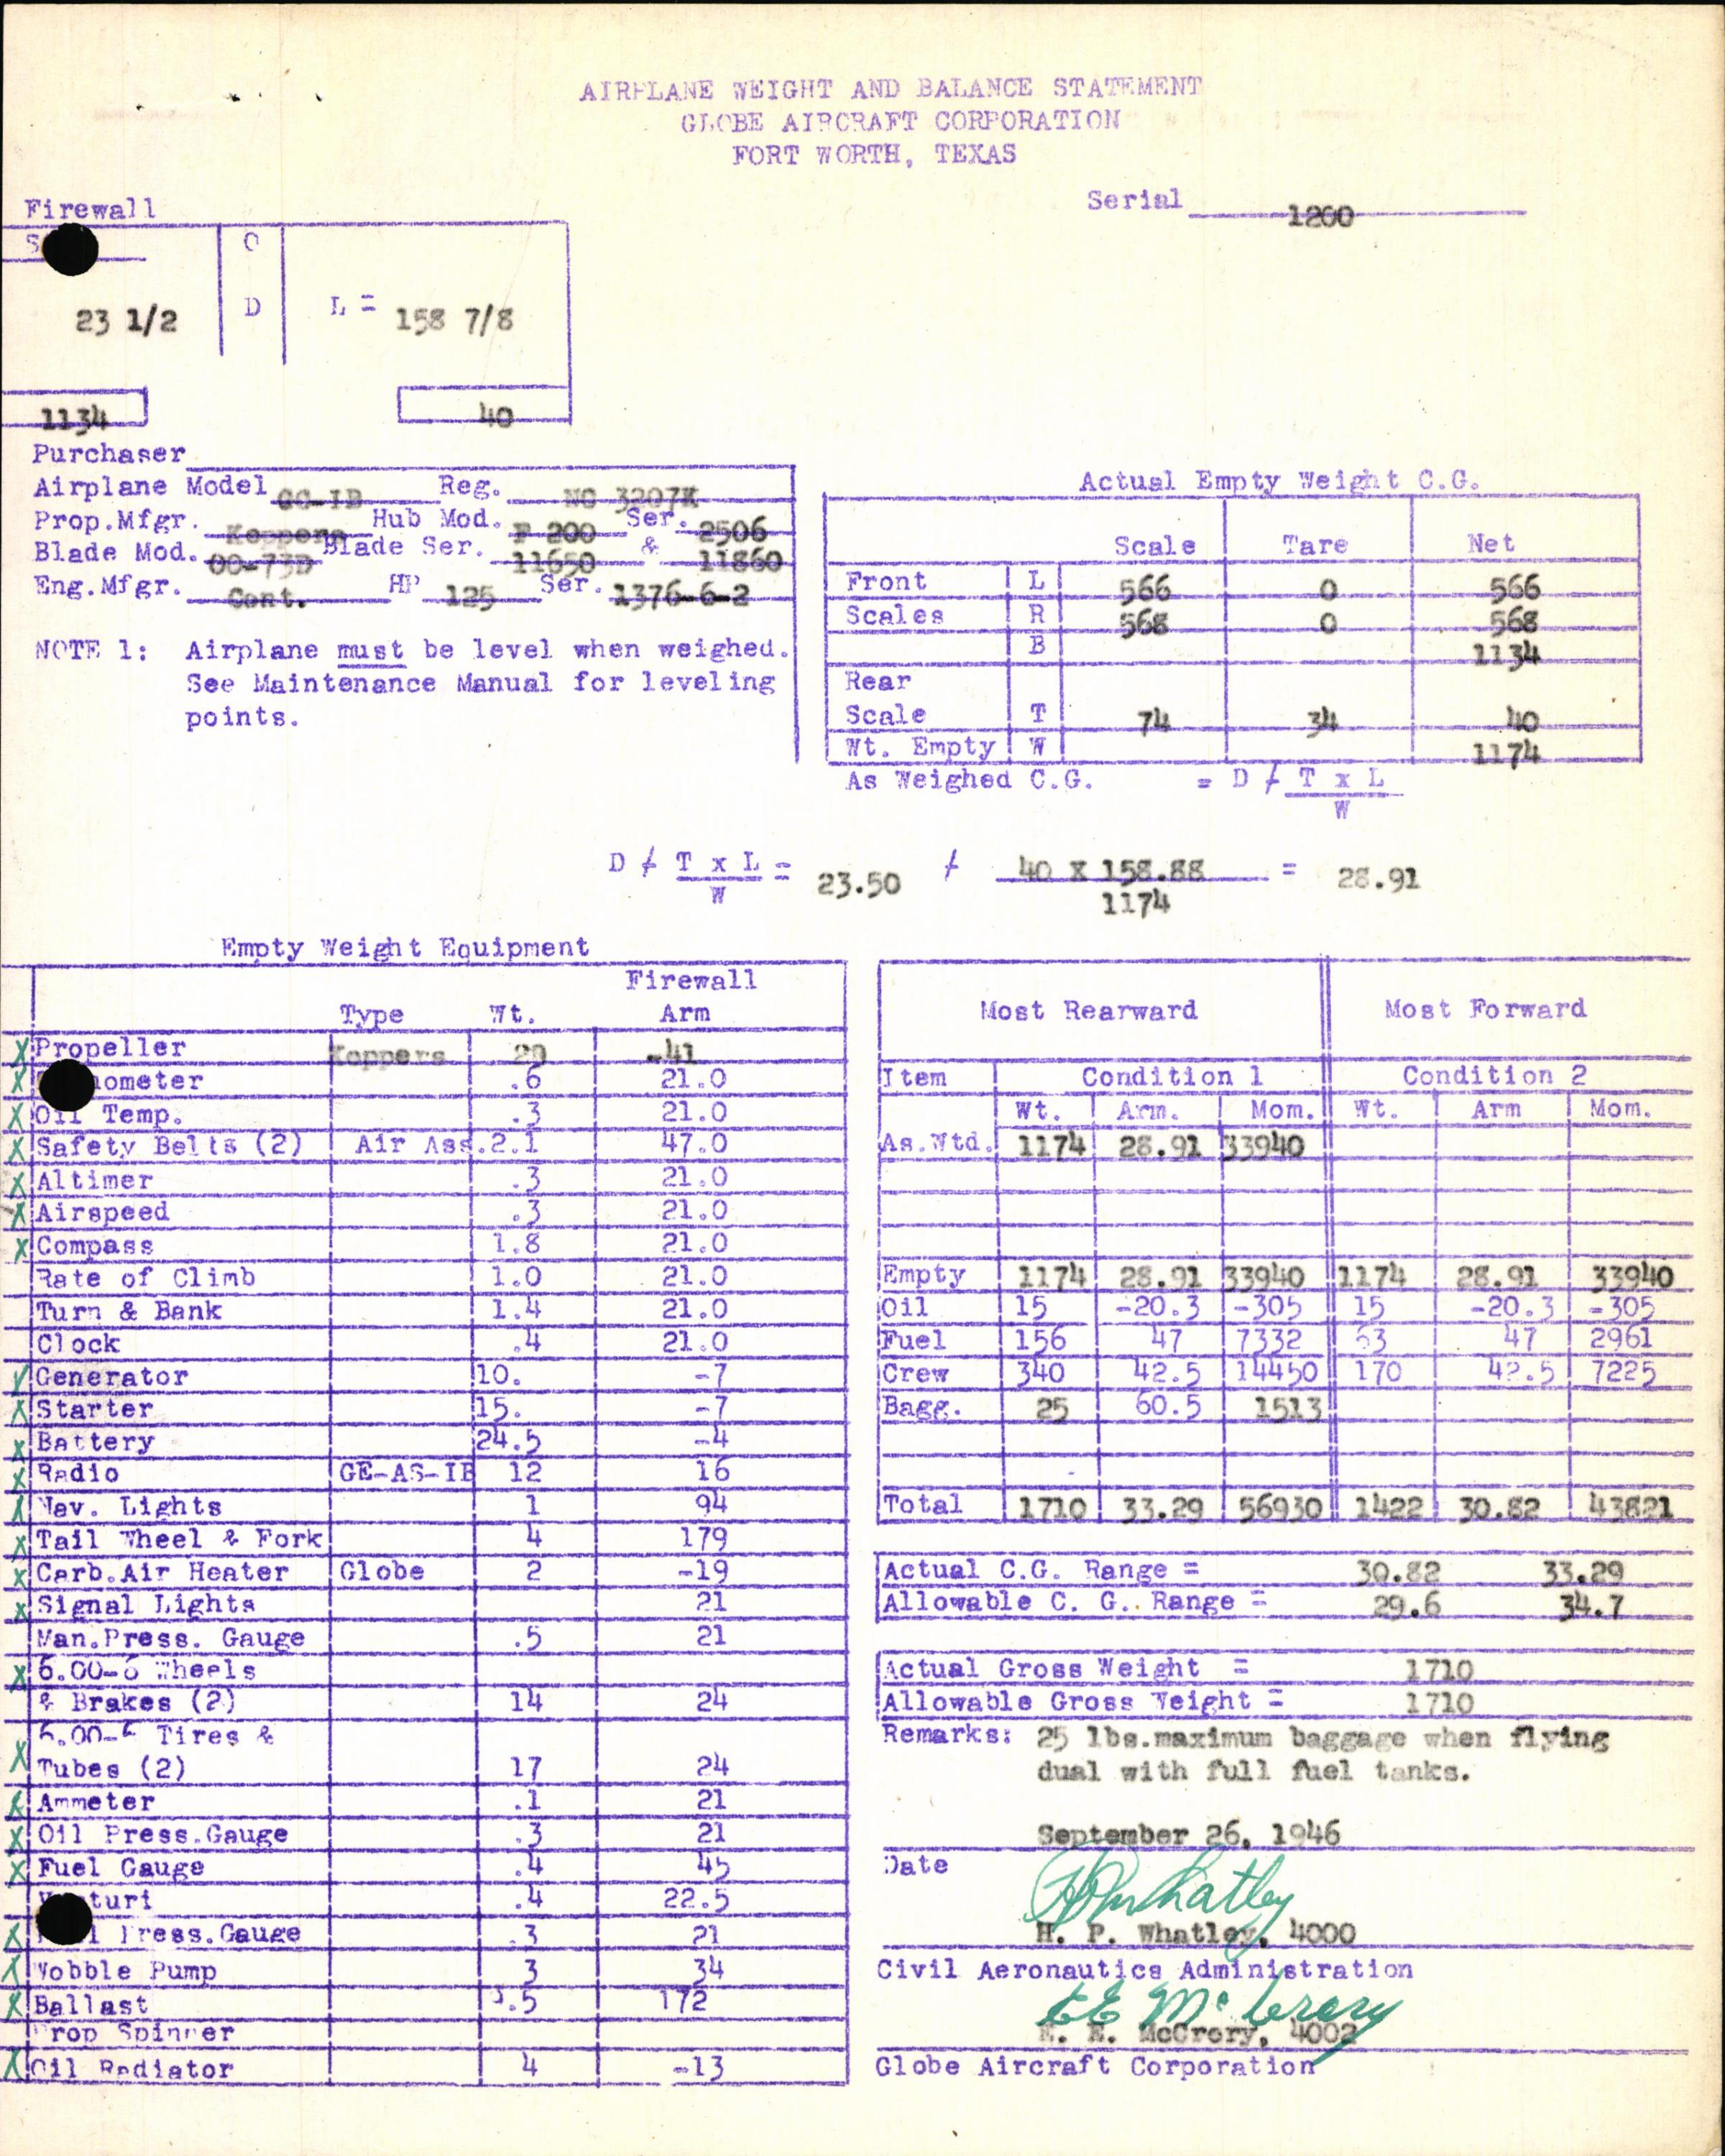 AIRPLANE WEIGHT AND BALANCE STATEMENT
GLOBE AIRCRAFT CORPORATION
FORT WORTH, TEXAS
Serial 1200
Firewall
O
D
23 1/2
L = 158 7/8
1134
40
Purchaser
Airplane Model GC-1B Reg. NC 3207K
Prop.Mfgr. Koppers Hub Mod. F 200 Ser. 2506
Blade Mod. 00-73D Blade Ser. 11650 & 11860
Eng.Mfgr. Cont. HP 125 Ser. 1376-6-2
NOTE 1: Airplane must be level when weighed.
See Maintenance Manual for leveling
points.
Actual Empty Weight C.G.
Scale Tare Net
Front L 566 0 566
Scales R 568 0 568
B 1134
Rear
Scale T 74 34 40
Wt. Empty W 1174
As Weighed C.G. = D / T x L
W
D / T x L = 23.50 / 40 X 158.88 = 28.91
W 1174
Empty Weight Equipment
Firewall
Type Wt. Arm
X Propeller Koppers 20 -41
X ometer .6 21.0
X Oil Temp. .3 21.0
X Safety Belts (2) Air Ass. 2.1 47.0
X Altimer .3 21.0
X Airspeed .3 21.0
X Compass 1.8 21.0
Rate of Climb 1.0 21.0
Turn & Bank 1.4 21.0
Clock .4 21.0
X Generator 10. -7
X Starter 15. -7
X Battery 24.5 -4
X Radio GE-AS-1B 12 16
X Nav. Lights 1 94
X Tail Wheel & Fork 4 179
X Carb.Air Heater Globe 2 -19
X Signal Lights 21
Man.Press. Gauge .5 21
X 6.00-6 Wheels
& Brakes (2) 14 24
6.00-6 Tires &
X Tubes (2) 17 24
X Ammeter .1 21
X Oil Press.Gauge .3 21
X Fuel Gauge .4 45
turi .4 22.5
X Press.Gauge .3 21
X Wobble Pump 3 34
X Ballast .5 172
Prop Spinner
X Oil Radiator 4 -13
Most Rearward Most Forward
Item Condition 1 Condition 2
Wt. Arm. Mom. Wt. Arm Mom.
As.Wtd. 1174 28.91 33940
Empty 1174 28.91 33940 1174 28.91 33940
Oil 15 -20.3 -305 15 -20.3 -305
Fuel 156 47 7332 63 47 2961
Crew 340 42.5 14450 170 42.5 7225
Bagg. 25 60.5 1513
Total 1710 33.29 56930 1422 30.82 43821
Actual C.G. Range = 30.82 33.29
Allowable C. G. Range = 29.6 34.7
Actual Gross Weight = 1710
Allowable Gross Weight = 1710
Remarks: 25 lbs.maximum baggage when flying
dual with full fuel tanks.
September 26, 1946
Date
HP Whatley
H. P. Whatley, 4000
Civil Aeronautics Administration
EE McCrory
E. E. McCrory, 4002
Globe Aircraft Corporation